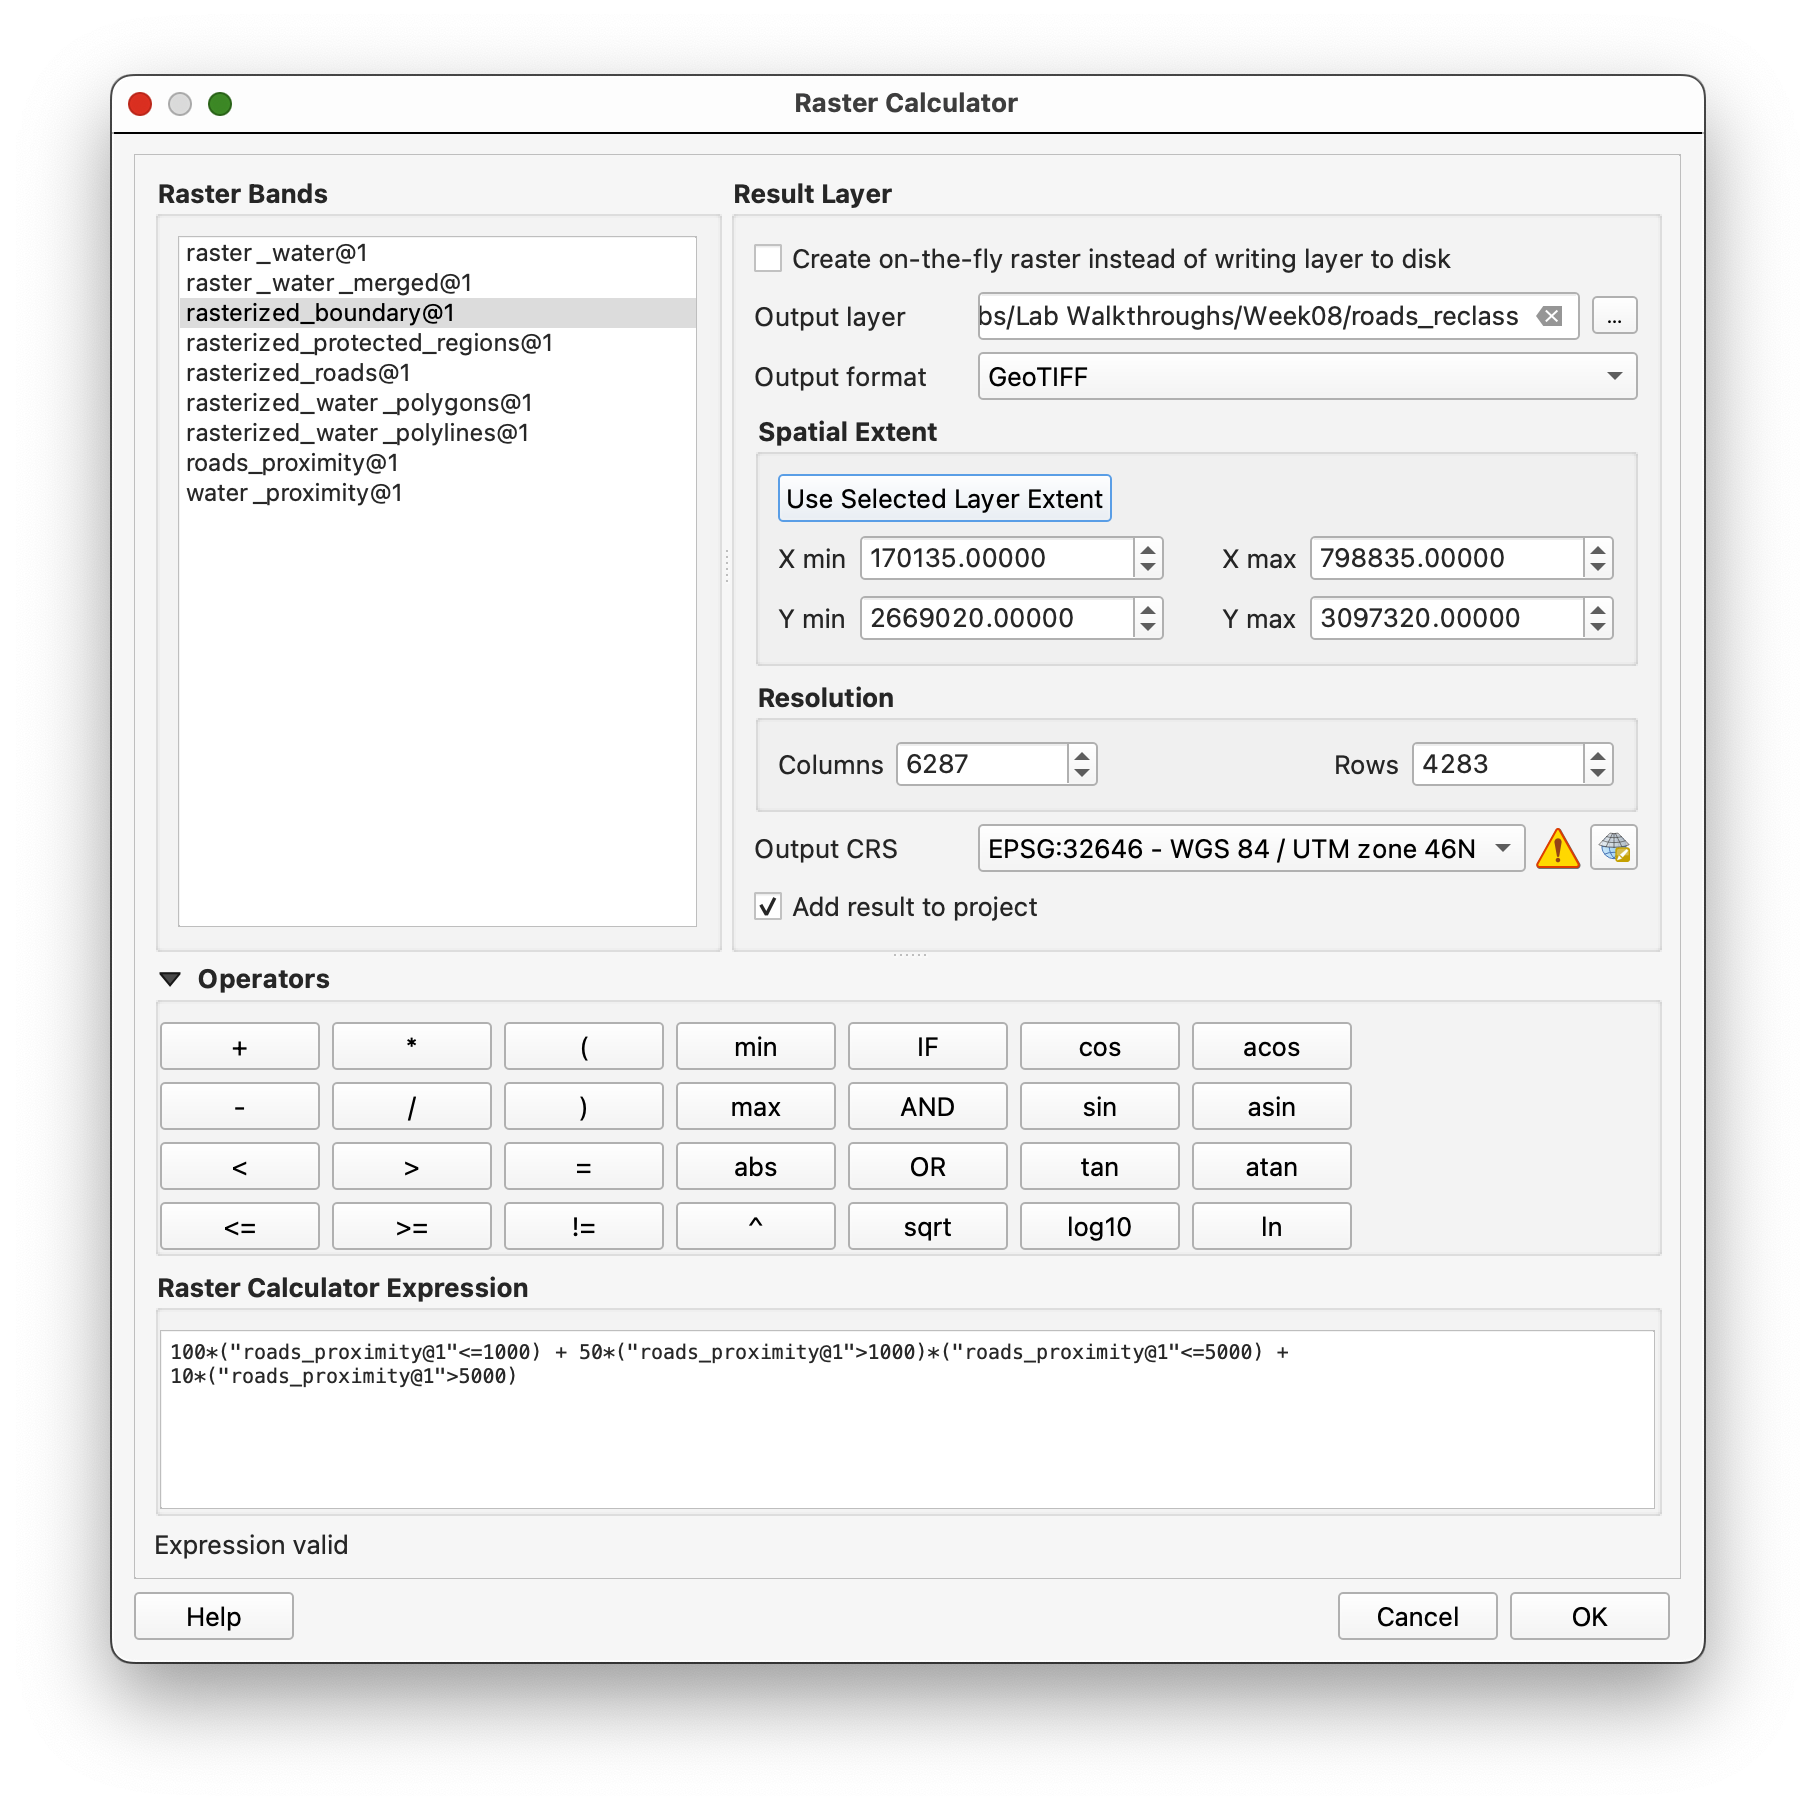 Raster Calculator
Raster Bands
raster_water@1
raster_water_merged@1
rasterized_boundary@1
rasterized_protected_regions@1
rasterized_roads@1
rasterized_water_polygons@1
rasterized_water_polylines@1
roads_proximity@1
water_proximity@1
Result Layer
Create on-the-fly raster instead of writing layer to disk
Output layer bs/Lab Walkthroughs/Week08/roads_reclass ...
Output format GeoTIFF
Spatial Extent
Use Selected Layer Extent
X min 170135.00000 X max 798835.00000
Y min 2669020.00000 Y max 3097320.00000
Resolution
Columns 6287 Rows 4283
Output CRS EPSG:32646 - WGS 84 / UTM zone 46N
Add result to project
Operators
+ * ( min IF cos acos
- / ) max AND sin asin
< > = abs OR tan atan
<= >= != ^ sqrt log10 ln
Raster Calculator Expression
100*("roads_proximity@1"<=1000) + 50*("roads_proximity@1">1000)*("roads_proximity@1"<=5000) +
10*("roads_proximity@1">5000)
Expression valid
Help Cancel OK